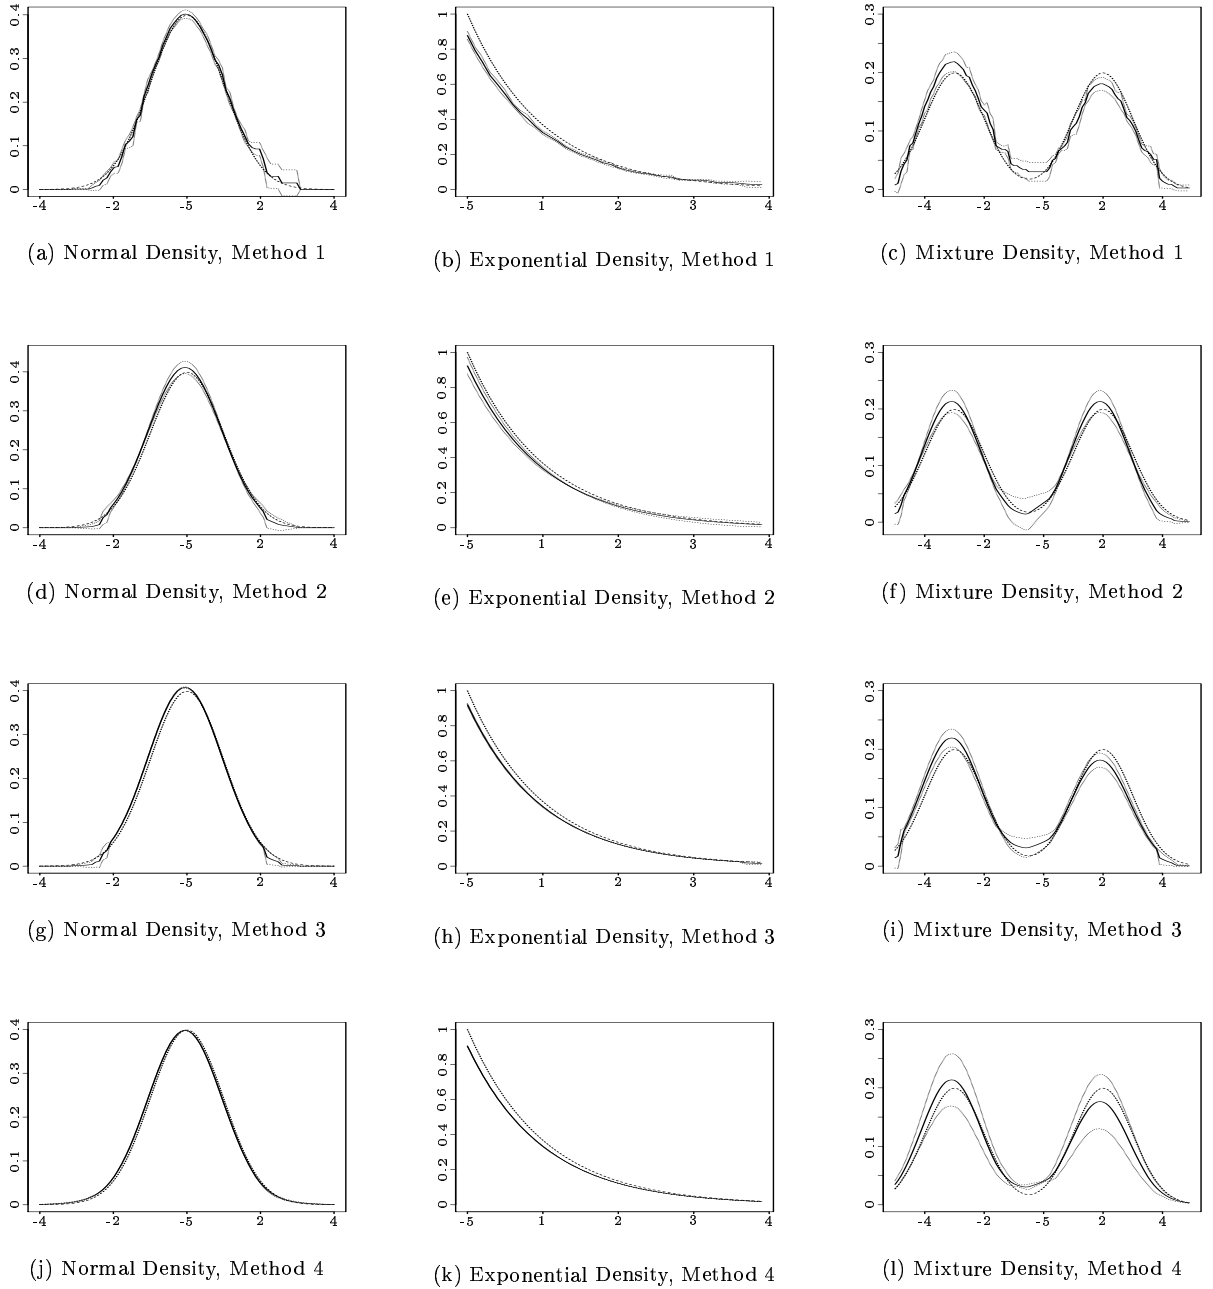 0.4
0.3
0.2
0.1
0
-4 -2 -5 2 4
(a) Normal Density, Method 1
1
0.8
0.6
0.4
0.2
0
-5 1 2 3 4
(b) Exponential Density, Method 1
0.3
0.2
0.1
0
-4 -2 -5 2 4
(c) Mixture Density, Method 1
0.4
0.3
0.2
0.1
0
-4 -2 -5 2 4
(d) Normal Density, Method 2
1
0.8
0.6
0.4
0.2
0
-5 1 2 3 4
(e) Exponential Density, Method 2
0.3
0.2
0.1
0
-4 -2 -5 2 4
(f) Mixture Density, Method 2
0.4
0.3
0.2
0.1
0
-4 -2 -5 2 4
(g) Normal Density, Method 3
1
0.8
0.6
0.4
0.2
0
-5 1 2 3 4
(h) Exponential Density, Method 3
0.3
0.2
0.1
0
-4 -2 -5 2 4
(i) Mixture Density, Method 3
0.4
0.3
0.2
0.1
0
-4 -2 -5 2 4
(j) Normal Density, Method 4
1
0.8
0.6
0.4
0.2
0
-5 1 2 3 4
(k) Exponential Density, Method 4
0.3
0.2
0.1
0
-4 -2 -5 2 4
(l) Mixture Density, Method 4